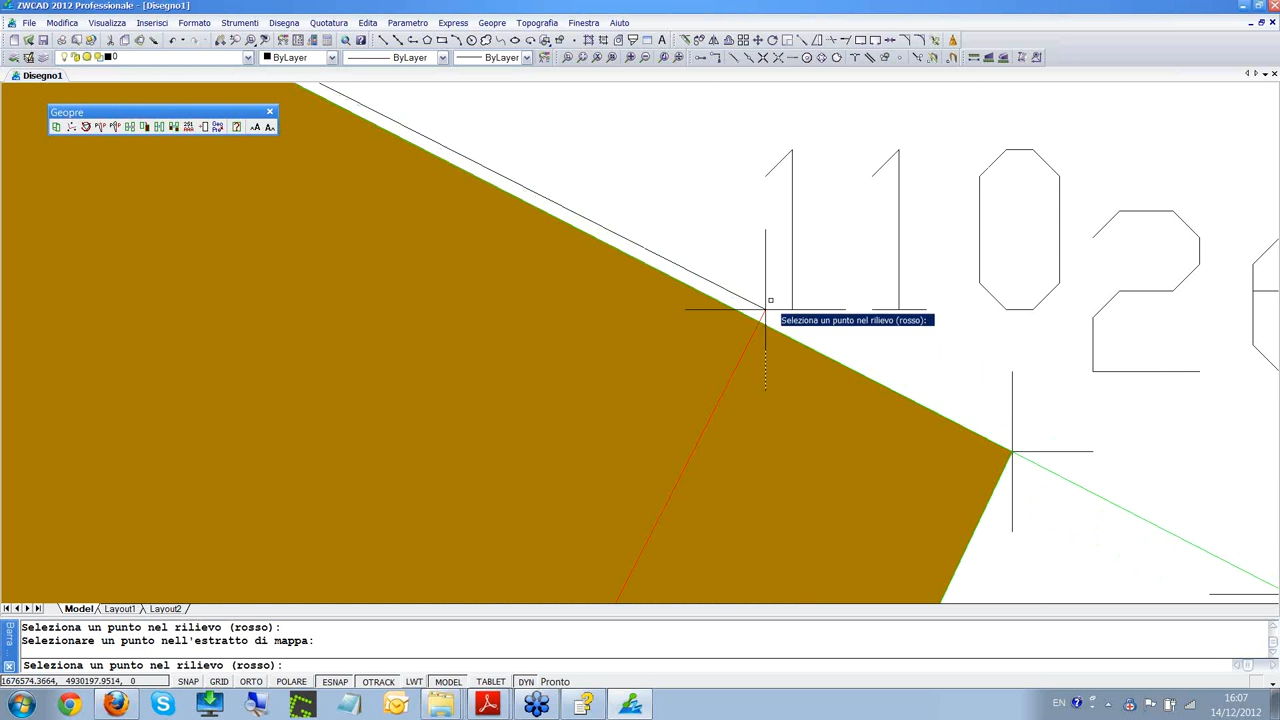 ZWCAD 2012 Professionale - [Disegno1]
File Modifica Visualizza Inserisci Formato Strumenti Disegna Quotatura Edita Parametro Express Geopre Topografia Finestra Aiuto
0 ByLayer ByLayer ByLayer
Disegno1
Geopre
1102
Seleziona un punto nel rilievo (rosso):
Model Layout1 Layout2
Barra
Seleziona un punto nel rilievo (rosso):
Selezionare un punto nell'estratto di mappa:
Seleziona un punto nel rilievo (rosso):
1676574.3664, 4930197.9514, 0 SNAP GRID ORTO POLARE ESNAP OTRACK LWT MODEL TABLET DYN Pronto
EN 16:07
14/12/2012